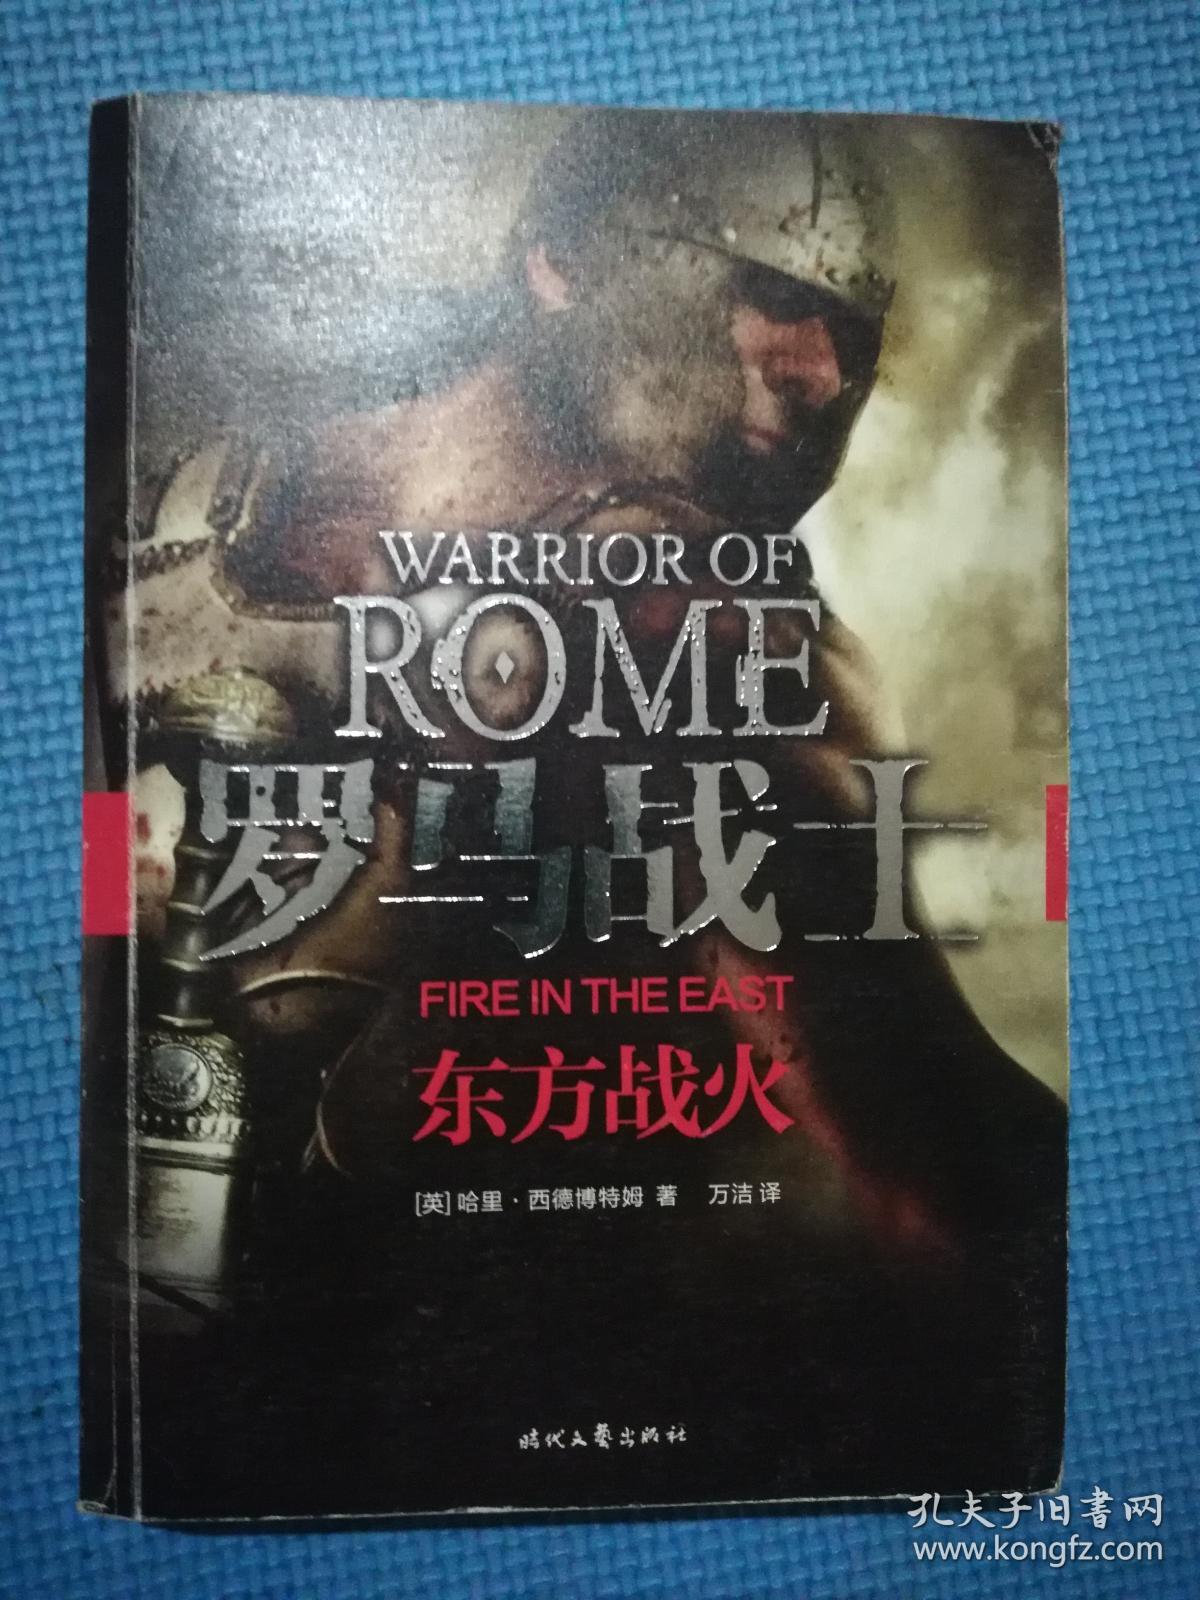 WARRIOR OF
ROME
罗马战士
FIRE IN THE EAST
东方战火
[英] 哈里·西德博特姆 著 万洁 译
时代文艺出版社
孔夫子旧书网
www.kongfz.com